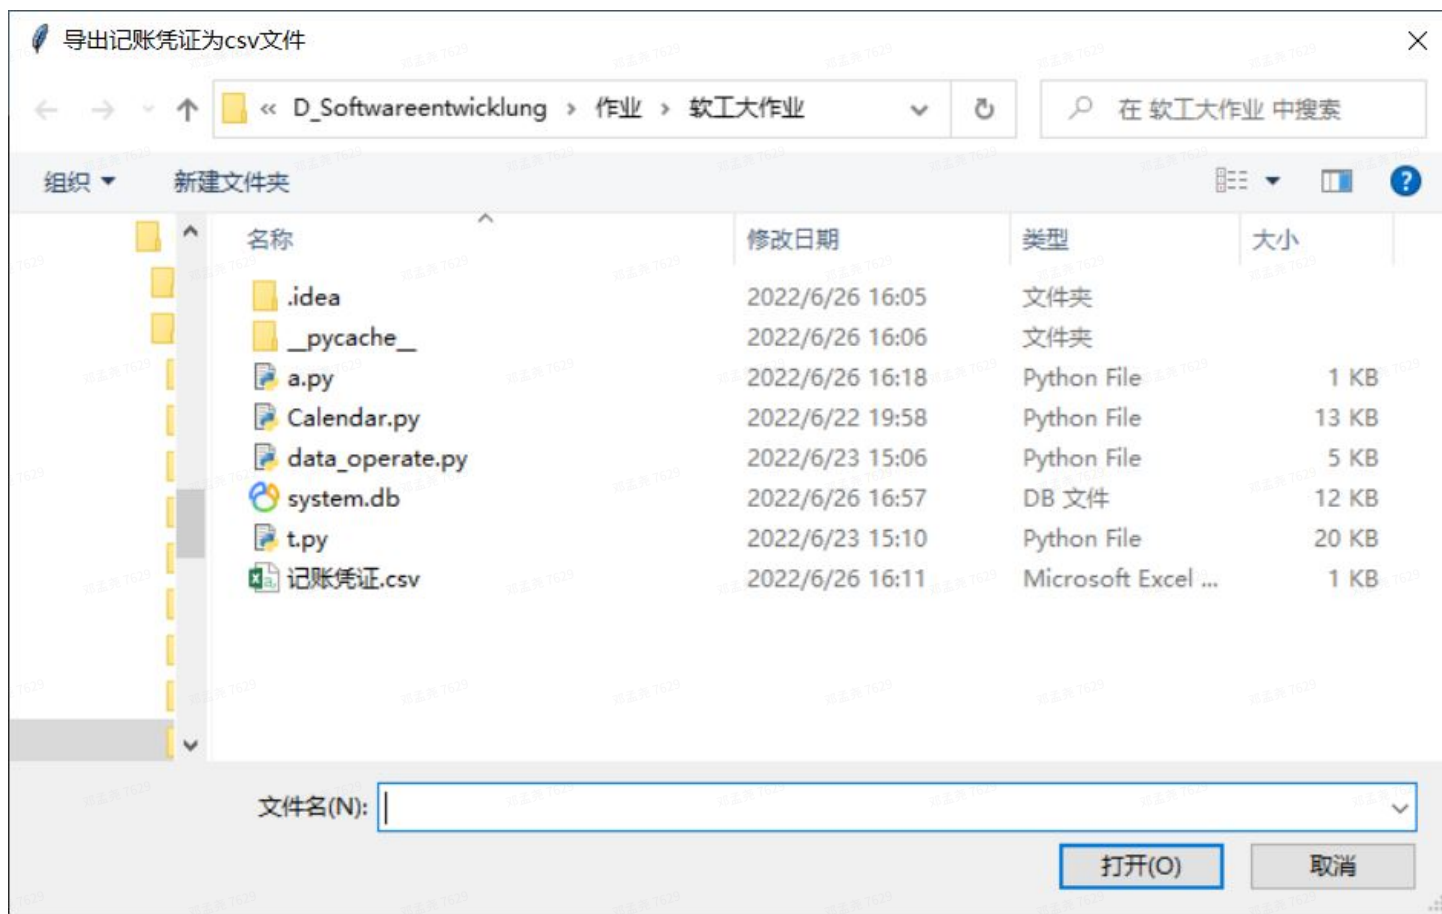 导出记账凭证为csv文件
« D_Softwareentwicklung › 作业 › 软工大作业
在 软工大作业 中搜索
组织 新建文件夹
名称 修改日期 类型 大小
.idea 2022/6/26 16:05 文件夹
__pycache__ 2022/6/26 16:06 文件夹
a.py 2022/6/26 16:18 Python File 1 KB
Calendar.py 2022/6/22 19:58 Python File 13 KB
data_operate.py 2022/6/23 15:06 Python File 5 KB
system.db 2022/6/26 16:57 DB 文件 12 KB
t.py 2022/6/23 15:10 Python File 20 KB
记账凭证.csv 2022/6/26 16:11 Microsoft Excel ... 1 KB
文件名(N):
打开(O) 取消